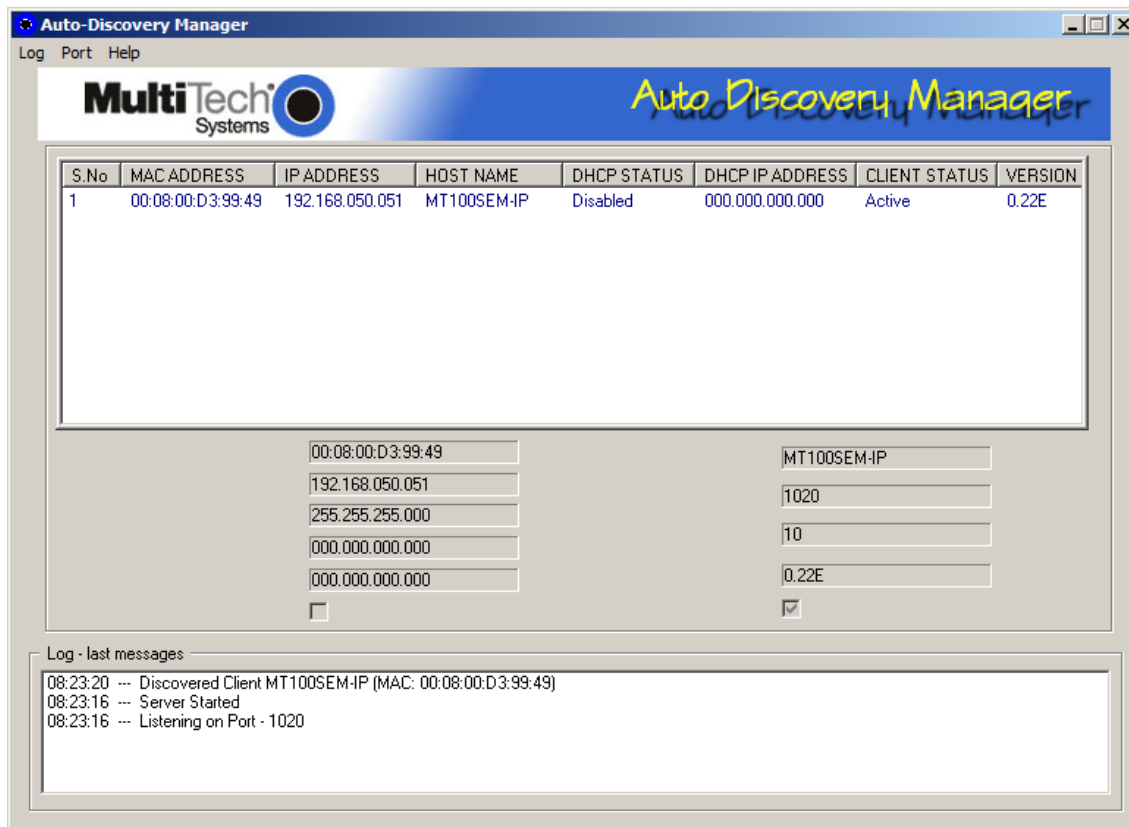 Auto-Discovery Manager
Log Port Help
MultiTech Systems
Auto Discovery Manager
S.No MAC ADDRESS IP ADDRESS HOST NAME DHCP STATUS DHCP IP ADDRESS CLIENT STATUS VERSION
1 00:08:00:D3:99:49 192.168.050.051 MT100SEM-IP Disabled 000.000.000.000 Active 0.22E
00:08:00:D3:99:49
192.168.050.051
255.255.255.000
000.000.000.000
000.000.000.000
MT100SEM-IP
1020
10
0.22E
Log - last messages
08:23:20 --- Discovered Client MT100SEM-IP (MAC: 00:08:00:D3:99:49)
08:23:16 --- Server Started
08:23:16 --- Listening on Port - 1020